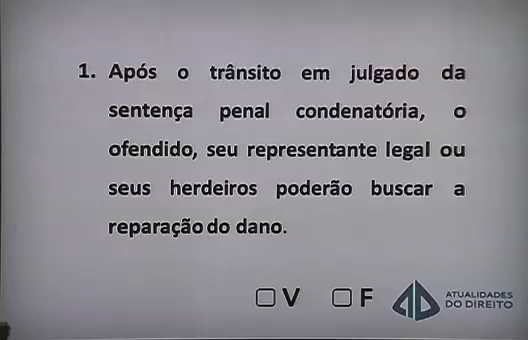 1. Após o trânsito em julgado da
sentença penal condenatória, o
ofendido, seu representante legal ou
seus herdeiros poderão buscar a
reparação do dano.
☐ V ☐ F
ATUALIDADES
DO DIREITO